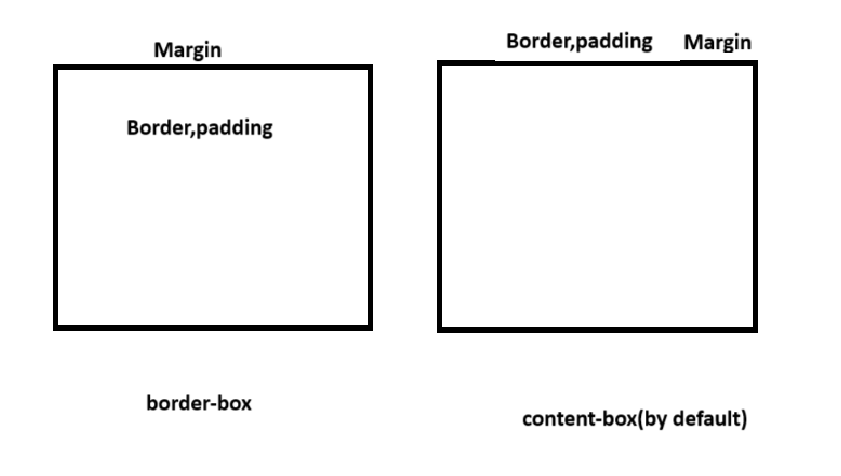 Margin
Border,padding
border-box
Border,padding Margin
content-box(by default)